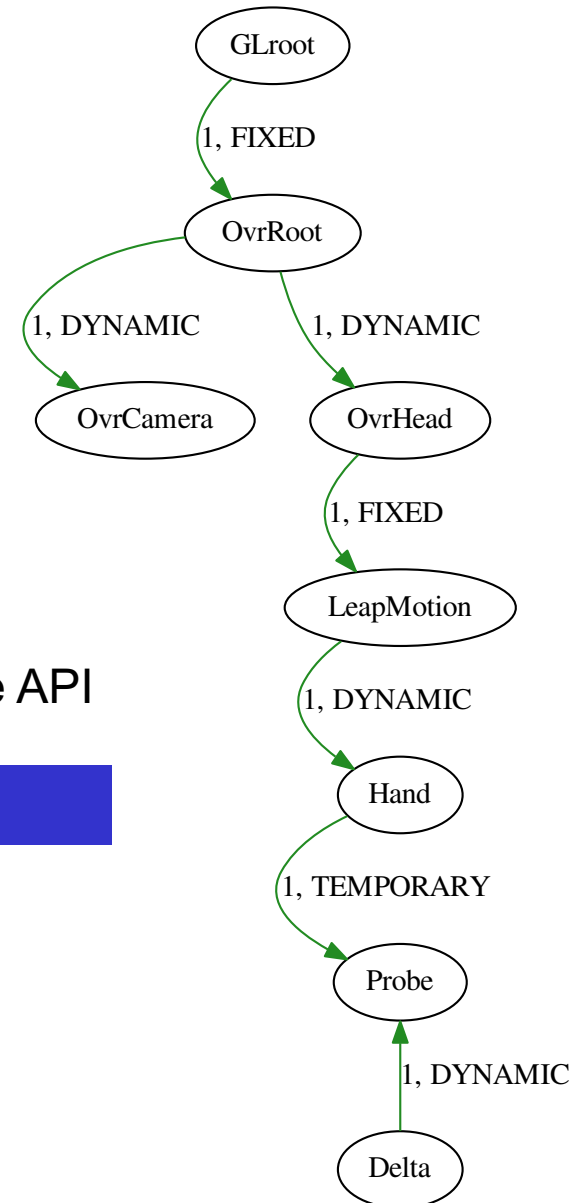 GLroot
1, FIXED
OvrRoot
1, DYNAMIC
1, DYNAMIC
OvrCamera
OvrHead
1, FIXED
LeapMotion
e API
1, DYNAMIC
Hand
1, TEMPORARY
Probe
1, DYNAMIC
Delta